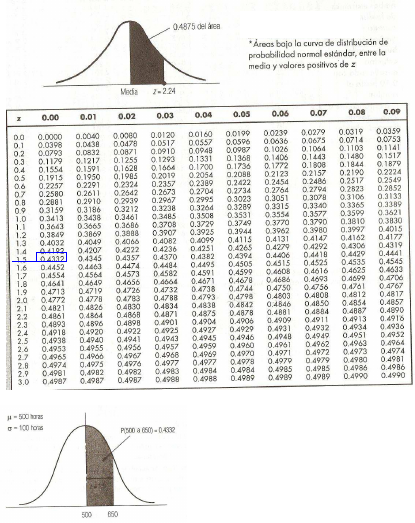 0.4875 del área
*Áreas bajo la curva de distribución de
probabilidad normal estándar, entre la
media y valores positivos de z
Media z= 2.24
z 0.00 0.01 0.02 0.03 0.04 0.05 0.06 0.07 0.08 0.09
0.0 0.0000 0.0040 0.0080 0.0120 0.0160 0.0199 0.0239 0.0279 0.0319 0.0359
0.1 0.0398 0.0438 0.0478 0.0517 0.0557 0.0596 0.0636 0.0675 0.0714 0.0753
0.2 0.0793 0.0832 0.0871 0.0910 0.0948 0.0987 0.1026 0.1064 0.1103 0.1141
0.3 0.1179 0.1217 0.1255 0.1293 0.1331 0.1368 0.1406 0.1443 0.1480 0.1517
0.4 0.1554 0.1591 0.1628 0.1664 0.1700 0.1736 0.1772 0.1808 0.1844 0.1879
0.5 0.1915 0.1950 0.1985 0.2019 0.2054 0.2088 0.2123 0.2157 0.2190 0.2224
0.6 0.2257 0.2291 0.2324 0.2357 0.2389 0.2422 0.2454 0.2486 0.2517 0.2549
0.7 0.2580 0.2611 0.2642 0.2673 0.2704 0.2734 0.2764 0.2794 0.2823 0.2852
0.8 0.2881 0.2910 0.2939 0.2967 0.2995 0.3023 0.3051 0.3078 0.3106 0.3133
0.9 0.3159 0.3186 0.3212 0.3238 0.3264 0.3289 0.3315 0.3340 0.3365 0.3389
1.0 0.3413 0.3438 0.3461 0.3485 0.3508 0.3531 0.3554 0.3577 0.3599 0.3621
1.1 0.3643 0.3665 0.3686 0.3708 0.3729 0.3749 0.3770 0.3790 0.3810 0.3830
1.2 0.3849 0.3869 0.3888 0.3907 0.3925 0.3944 0.3962 0.3980 0.3997 0.4015
1.3 0.4032 0.4049 0.4066 0.4082 0.4099 0.4115 0.4131 0.4147 0.4162 0.4177
1.4 0.4192 0.4207 0.4222 0.4236 0.4251 0.4265 0.4279 0.4292 0.4306 0.4319
1.5 0.4332 0.4345 0.4357 0.4370 0.4382 0.4394 0.4406 0.4418 0.4429 0.4441
1.6 0.4452 0.4463 0.4474 0.4484 0.4495 0.4505 0.4515 0.4525 0.4535 0.4545
1.7 0.4554 0.4564 0.4573 0.4582 0.4591 0.4599 0.4608 0.4616 0.4625 0.4633
1.8 0.4641 0.4649 0.4656 0.4664 0.4671 0.4678 0.4686 0.4693 0.4699 0.4706
1.9 0.4713 0.4719 0.4726 0.4732 0.4738 0.4744 0.4750 0.4756 0.4761 0.4767
2.0 0.4772 0.4778 0.4783 0.4788 0.4793 0.4798 0.4803 0.4808 0.4812 0.4817
2.1 0.4821 0.4826 0.4830 0.4834 0.4838 0.4842 0.4846 0.4850 0.4854 0.4857
2.2 0.4861 0.4864 0.4868 0.4871 0.4875 0.4878 0.4881 0.4884 0.4887 0.4890
2.3 0.4893 0.4896 0.4898 0.4901 0.4904 0.4906 0.4909 0.4911 0.4913 0.4916
2.4 0.4918 0.4920 0.4922 0.4925 0.4927 0.4929 0.4931 0.4932 0.4934 0.4936
2.5 0.4938 0.4940 0.4941 0.4943 0.4945 0.4946 0.4948 0.4949 0.4951 0.4952
2.6 0.4953 0.4955 0.4956 0.4957 0.4959 0.4960 0.4961 0.4962 0.4963 0.4964
2.7 0.4965 0.4966 0.4967 0.4968 0.4969 0.4970 0.4971 0.4972 0.4973 0.4974
2.8 0.4974 0.4975 0.4976 0.4977 0.4977 0.4978 0.4979 0.4979 0.4980 0.4981
2.9 0.4981 0.4982 0.4982 0.4983 0.4984 0.4984 0.4985 0.4985 0.4986 0.4986
3.0 0.4987 0.4987 0.4987 0.4988 0.4988 0.4989 0.4989 0.4989 0.4990 0.4990
μ = 500 horas
σ = 100 horas
P(500 a 650) = 0.4332
500 650